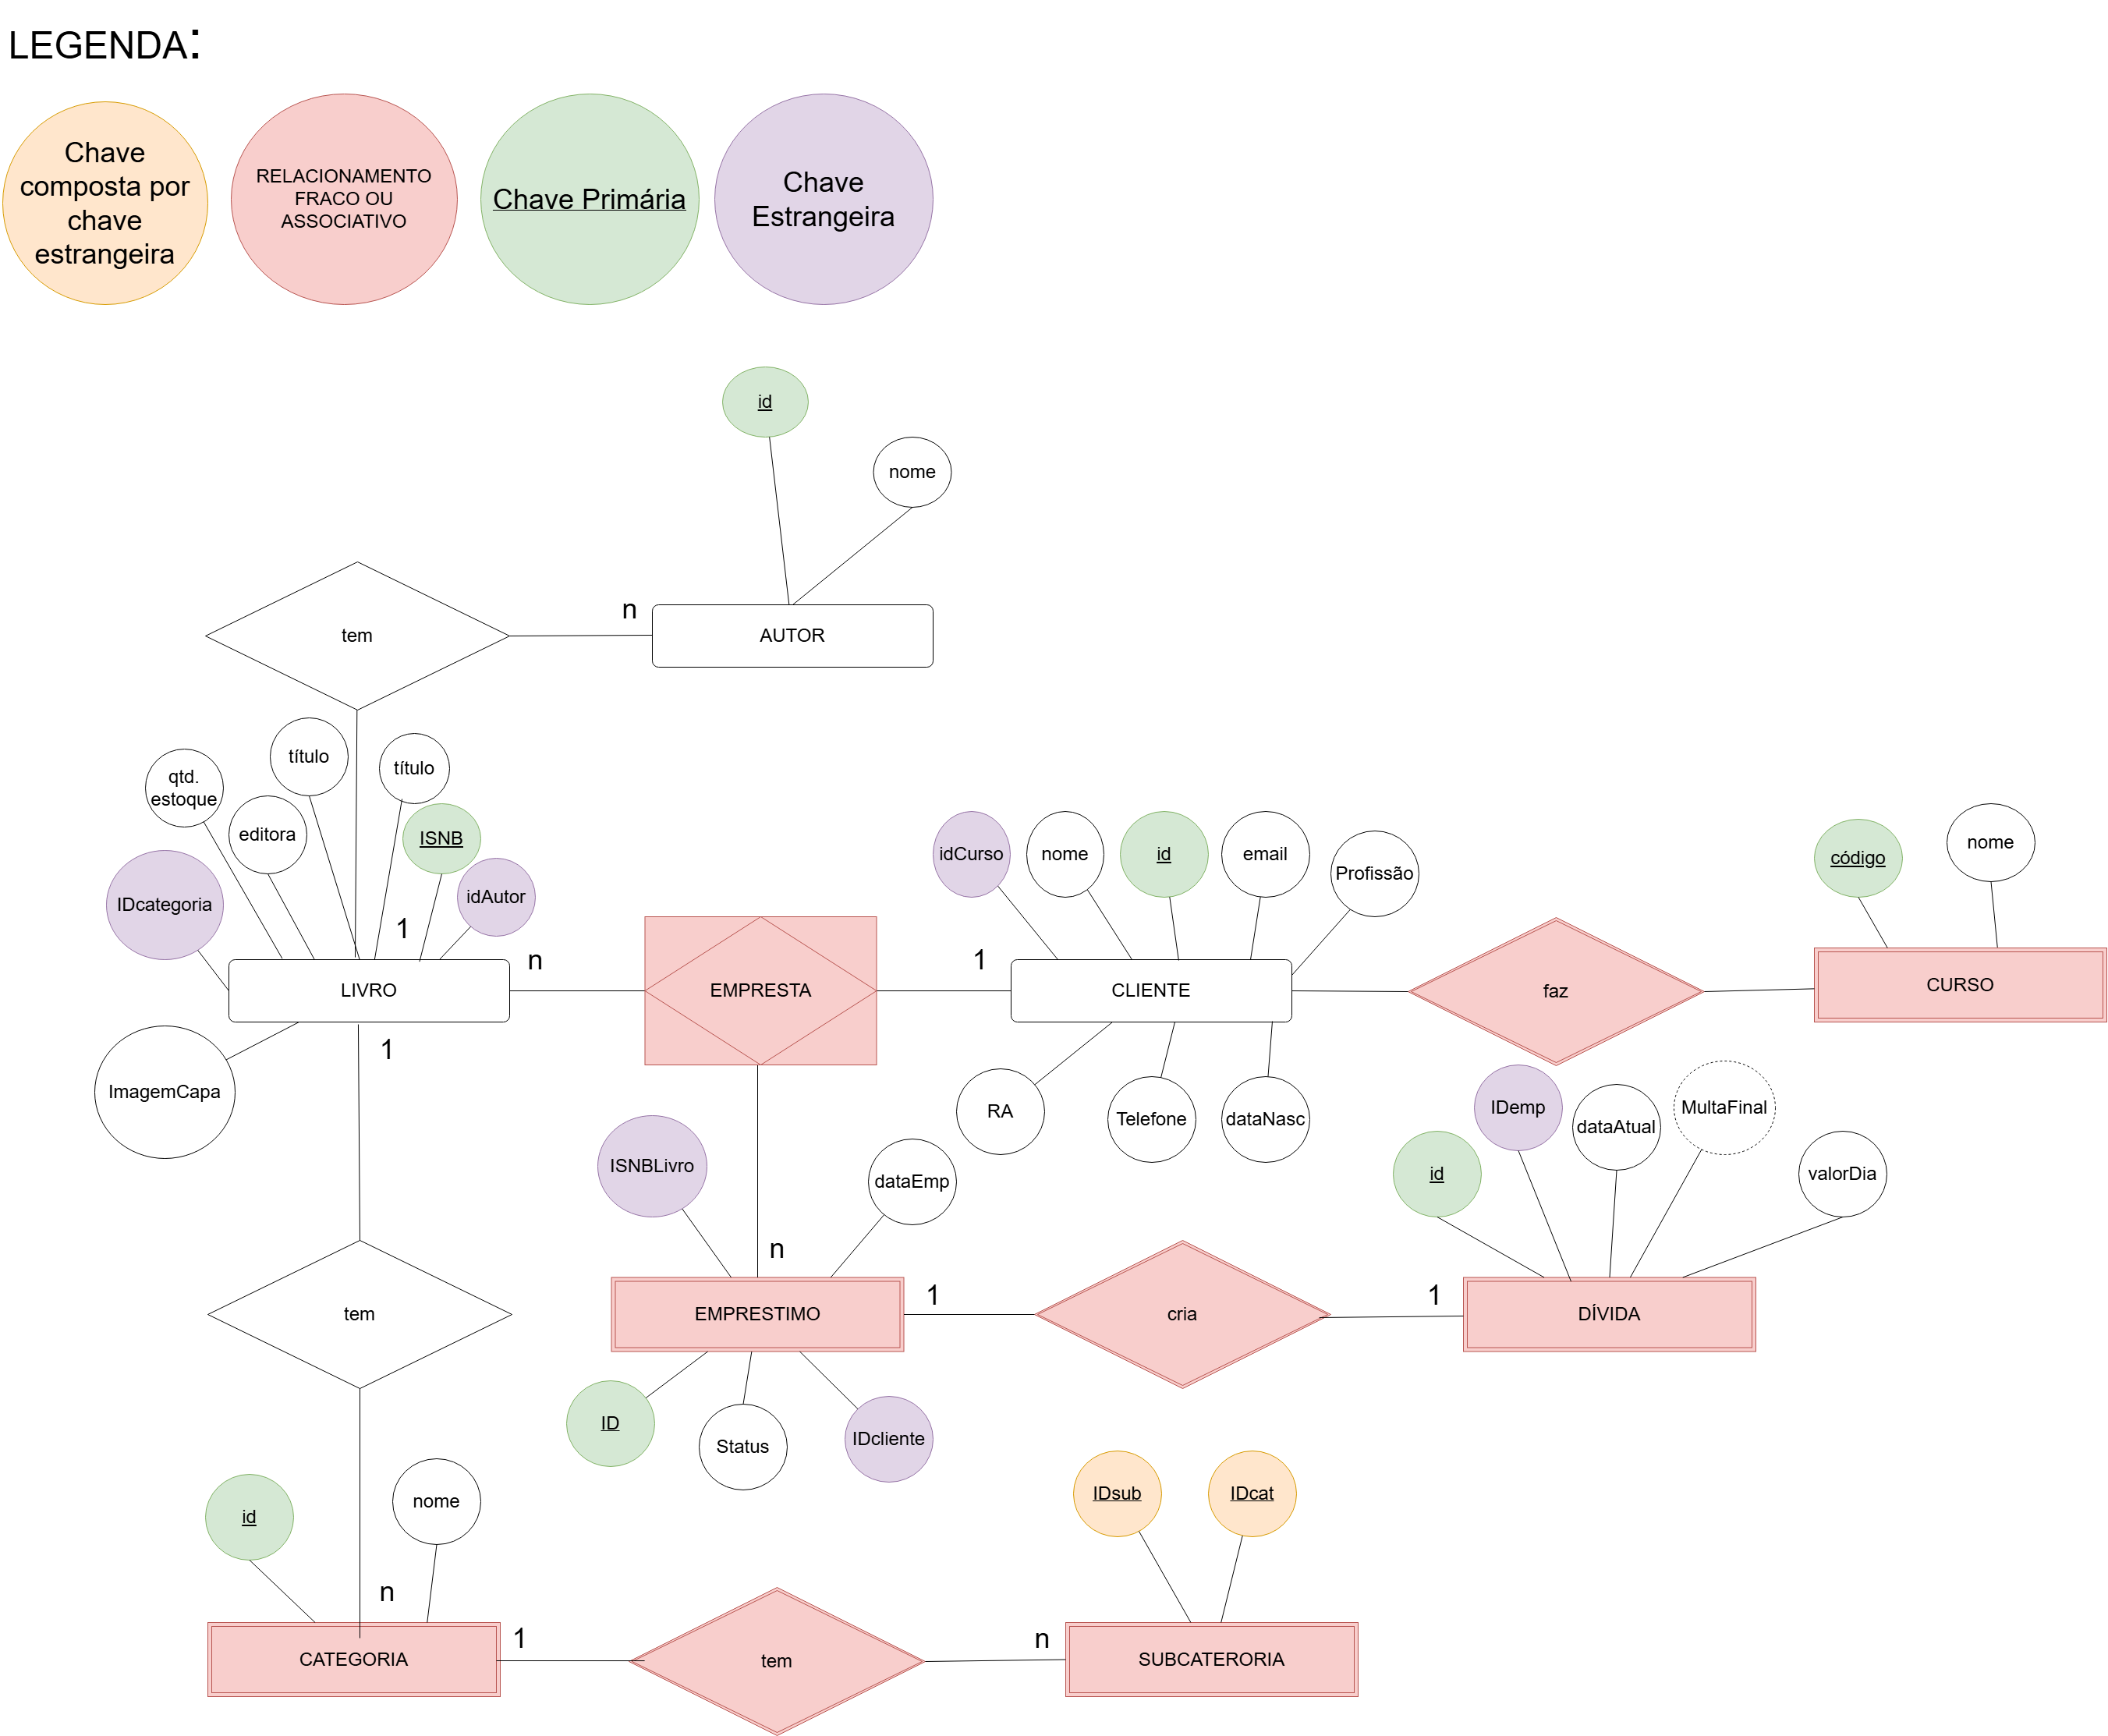 LEGENDA:
Chave
composta por
chave
estrangeira
RELACIONAMENTO
FRACO OU
ASSOCIATIVO
Chave Primária
Chave
Estrangeira
id
nome
tem
n
AUTOR
qtd.
estoque
título
título
editora
ISNB
IDcategoria
idAutor
1
LIVRO
n
EMPRESTA
1
idCurso
nome
id
email
Profissão
CLIENTE
faz
código
nome
CURSO
ImagemCapa
1
RA
Telefone
dataNasc
ISNBLivro
dataEmp
n
EMPRESTIMO
1
cria
1
id
IDemp
dataAtual
MultaFinal
valorDia
DÍVIDA
tem
ID
Status
IDcliente
id
nome
n
CATEGORIA
1
tem
n
IDsub
IDcat
SUBCATERORIA